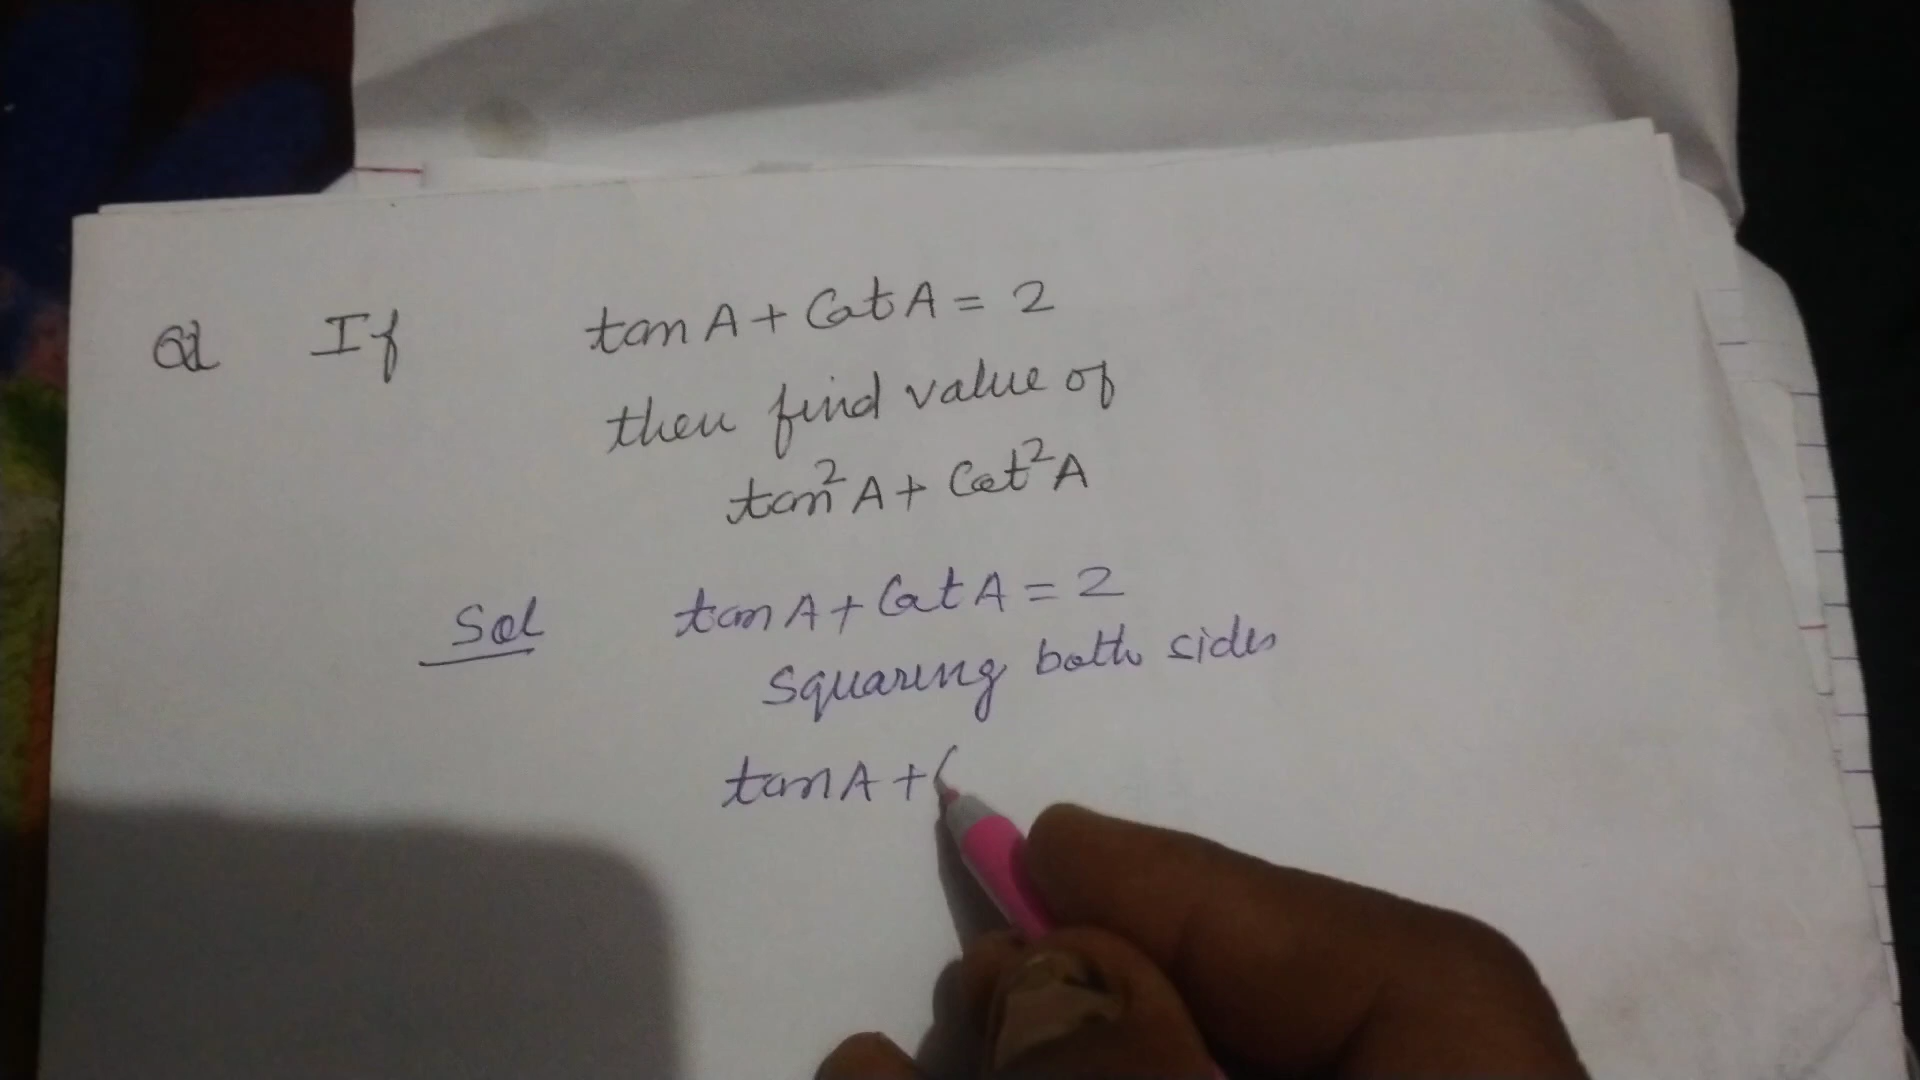 Q1 If tan A + Cot A = 2
then find value of
tan² A + Cot² A
Sol tan A + Cot A = 2
Squaring both sides
tan A + (